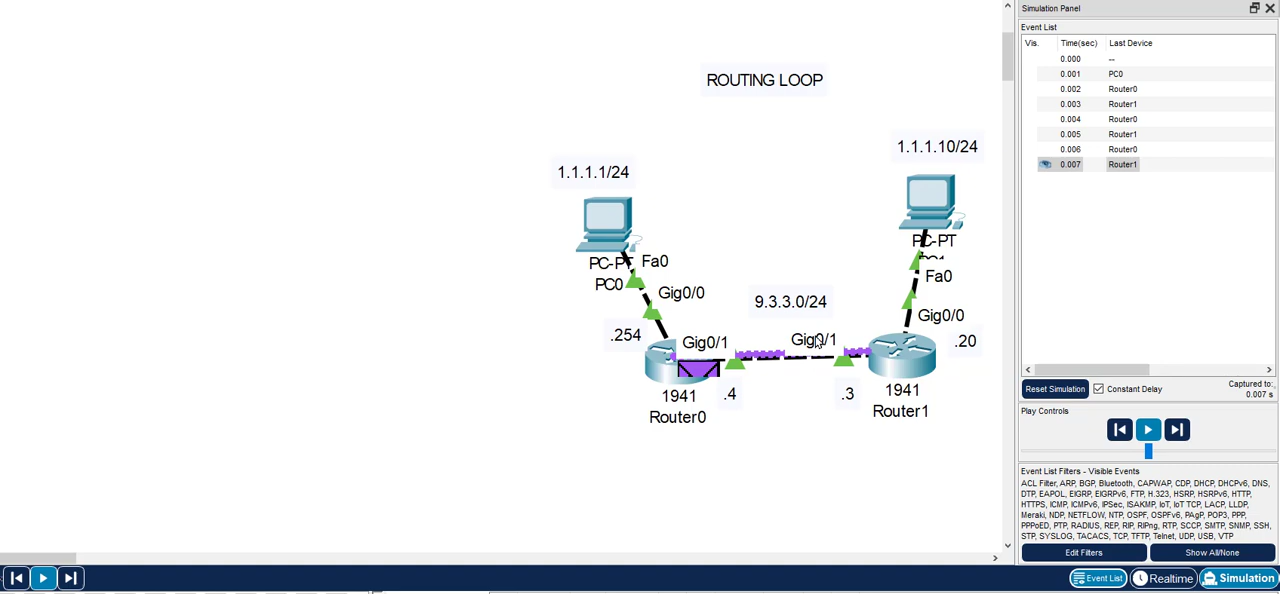 Simulation Panel
Event List
Vis. Time(sec) Last Device
0.000 --
0.001 PC0
0.002 Router0
0.003 Router1
0.004 Router0
0.005 Router1
0.006 Router0
0.007 Router1
Reset Simulation Constant Delay Captured to:
0.007 s
Play Controls
Event List Filters - Visible Events
ACL Filter, ARP, BGP, Bluetooth, CAPWAP, CDP, DHCP, DHCPv6, DNS,
DTP, EAPOL, EIGRP, EIGRPv6, FTP, H.323, HSRP, HSRPv6, HTTP,
HTTPS, ICMP, ICMPv6, IPSec, ISAKMP, IoT, IoT TCP, LACP, LLDP,
Meraki, NDP, NETFLOW, NTP, OSPF, OSPFv6, PAgP, POP3, PPP,
PPPoED, PTP, RADIUS, REP, RIP, RIPng, RTP, SCCP, SMTP, SNMP, SSH,
STP, SYSLOG, TACACS, TCP, TFTP, Telnet, UDP, USB, VTP
Edit Filters Show All/None
Event List Realtime Simulation
ROUTING LOOP
1.1.1.10/24
1.1.1.1/24
PC-PT
Fa0
PC0
Gig0/0
PC-PT
Fa0
Gig0/0
9.3.3.0/24
.254
Gig0/1
Gig0/1
.20
.4
.3
1941
Router0
1941
Router1